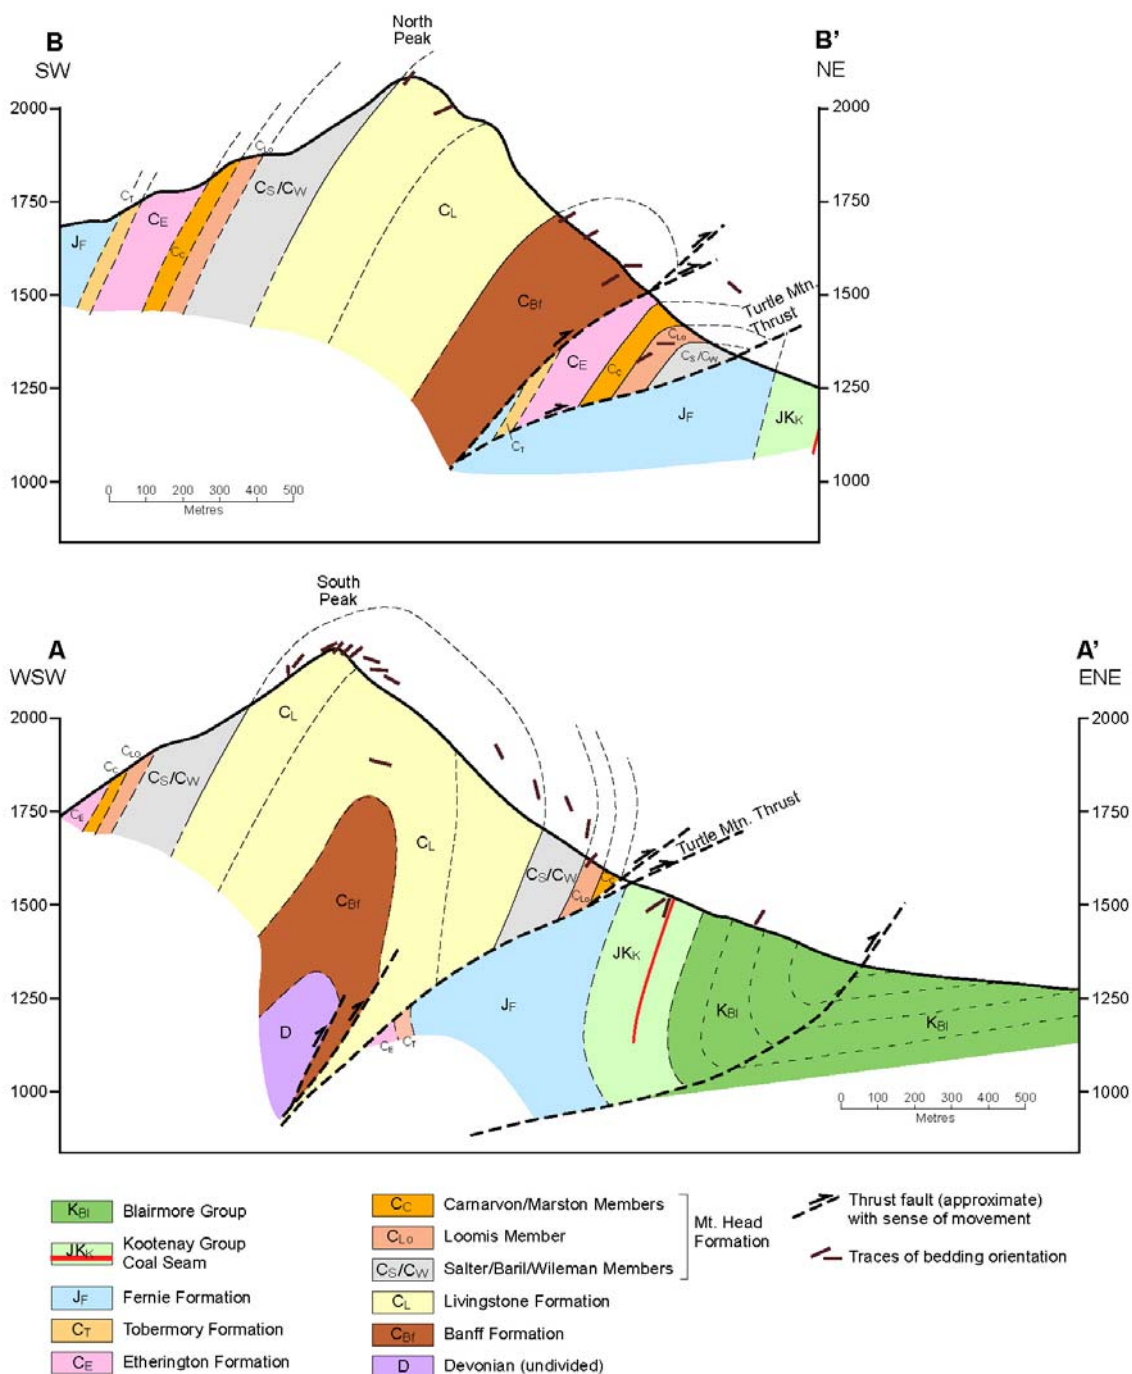 North
Peak
B
SW
B’
NE
2000
2000
CLo
CS/CW
1750
1750
CT
CE
CL
JF
CC
Turtle Mtn.
Thrust
1500
1500
CBf
CLo
CE
CC
CS/CW
1250
1250
JF
JKK
CT
1000
1000
0 100 200 300 400 500
Metres
South
Peak
A
WSW
A’
ENE
2000
2000
CL
CLo
CC
CS/CW
1750
1750
CE
Turtle Mtn. Thrust
CL
CS/CW
CC
CLo
CBf
1500
1500
JKK
JF
KBl
KBl
1250
1250
D
CE
CT
1000
1000
0 100 200 300 400 500
Metres
KBl Blairmore Group
JKK Kootenay Group
Coal Seam
JF Fernie Formation
CT Tobermory Formation
CE Etherington Formation
CC Carnarvon/Marston Members
CLo Loomis Member
CS/CW Salter/Baril/Wileman Members
Mt. Head
Formation
CL Livingstone Formation
CBf Banff Formation
D Devonian (undivided)
Thrust fault (approximate)
with sense of movement
Traces of bedding orientation